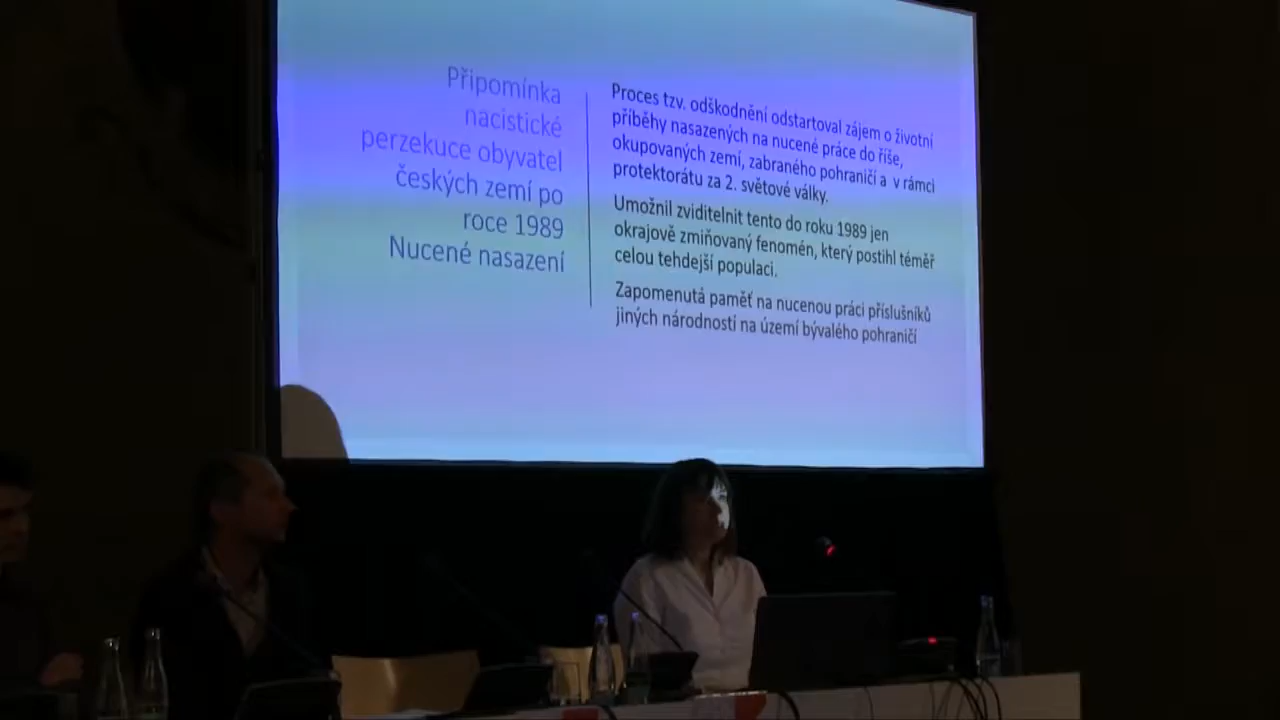 Připomínka
nacistické
perzekuce obyvatel
českých zemí po
roce 1989
Nucené nasazení
Proces tzv. odškodnění odstartoval zájem o životní
příběhy nasazených na nucené práce do říše,
okupovaných zemí, zabraného pohraničí a v rámci
protektorátu za 2. světové války.
Umožnil zviditelnit tento do roku 1989 jen
okrajově zmiňovaný fenomén, který postihl téměř
celou tehdejší populaci.
Zapomenutá paměť na nucenou práci příslušníků
jiných národností na území bývalého pohraničí